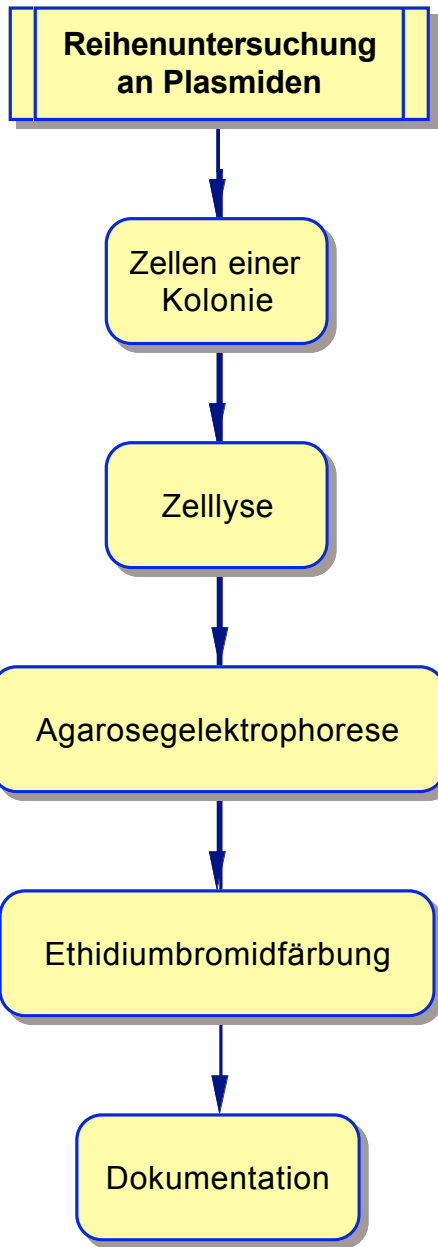 Reihenuntersuchung
an Plasmiden
Zellen einer
Kolonie
Zelllyse
Agarosegelektrophorese
Ethidiumbromidfärbung
Dokumentation